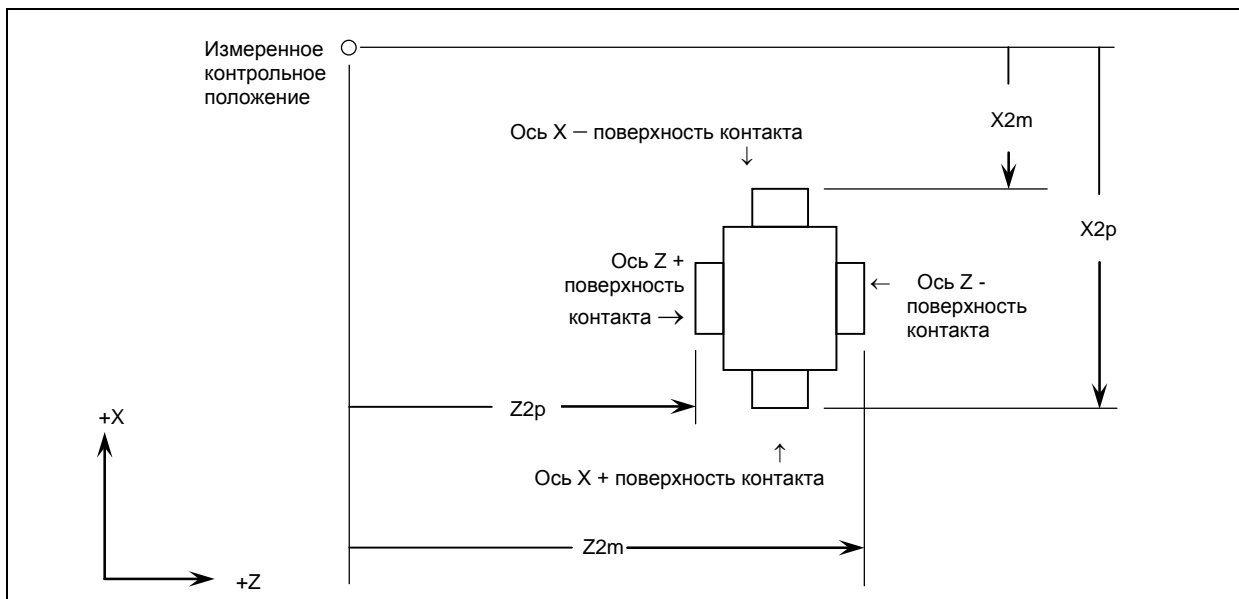 Измеренное
контрольное
положение
X2m
Ось X – поверхность контакта
↓
X2p
Ось Z +
поверхность
контакта →
← Ось Z -
поверхность
контакта
Z2p
+X
↑
Ось X + поверхность контакта
Z2m
+Z